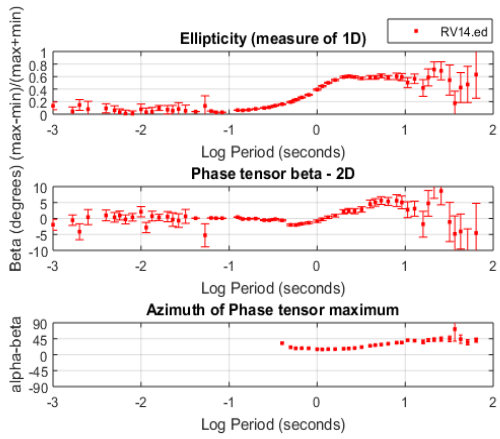 RV14.ed
Ellipticity (measure of 1D)
(max-min)/(max+min)
1
0.8
0.6
0.4
0.2
0
-3 -2 -1 0 1 2
Log Period (seconds)
Phase tensor beta - 2D
Beta (degrees)
10
5
0
-5
-10
-3 -2 -1 0 1 2
Log Period (seconds)
Azimuth of Phase tensor maximum
alpha-beta
90
45
0
-45
-90
-3 -2 -1 0 1 2
Log Period (seconds)